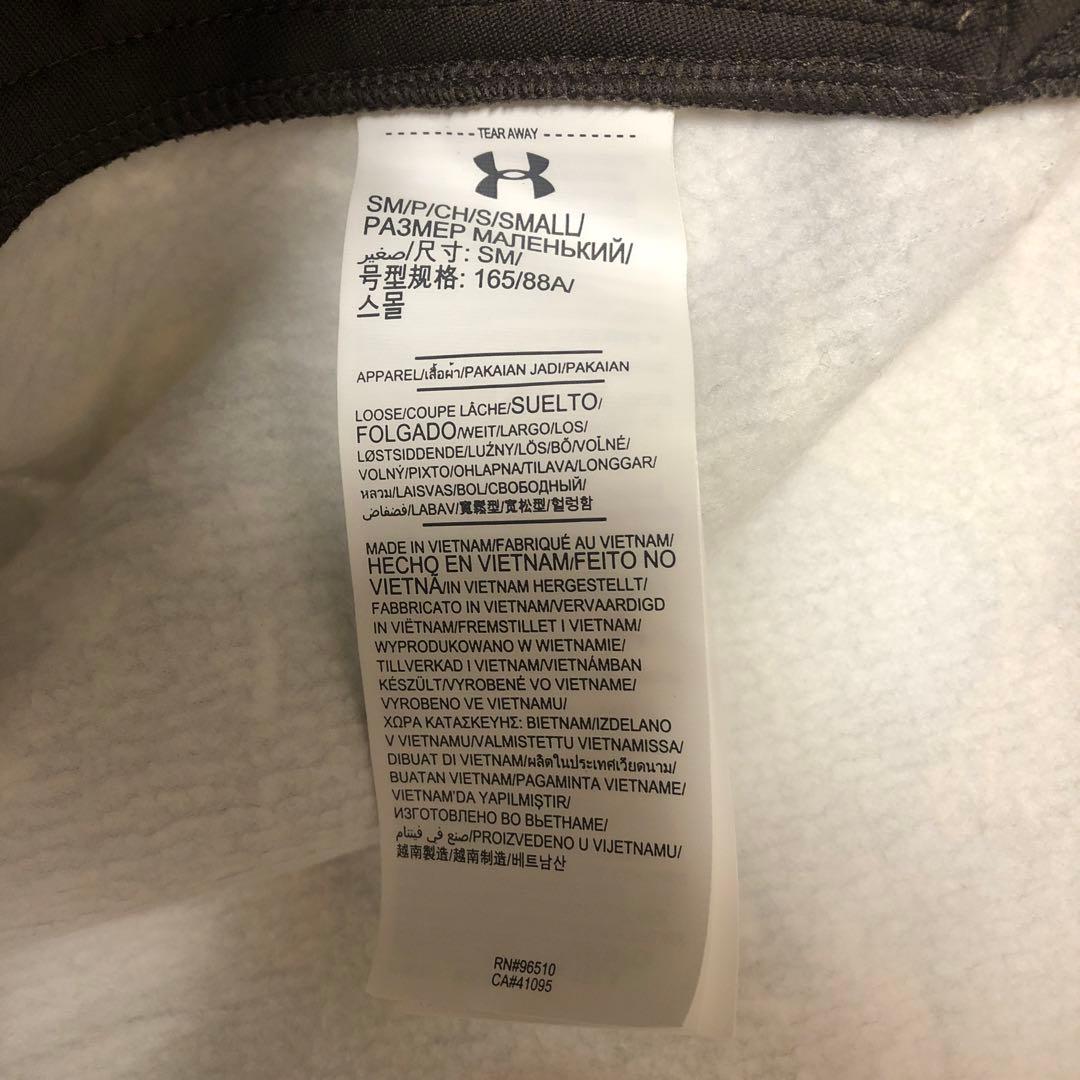 TEAR AWAY
SM/P/CH/S/SMALL/
РАЗМЕР МАЛЕНЬКИЙ/
صغير/尺寸: SM/
号型规格: 165/88A/
스몰
APPAREL/เสื้อผ้า/PAKAIAN JADI/PAKAIAN
LOOSE/COUPE LÂCHE/SUELTO/
FOLGADO/WEIT/LARGO/LOS/
LØSTSIDDENDE/LUŹNY/LÖS/BŐ/VOĽNÉ/
VOLNÝ/ΡΙΧΤΟ/OHLAPNA/TILAVA/LONGGAR/
หลวม/LAISVAS/BOL/СВОБОДНЫЙ/
فضفاض/LABAV/寬鬆型/宽松型/헐렁함
MADE IN VIETNAM/FABRIQUÉ AU VIETNAM/
HECHO EN VIETNAM/FEITO NO
VIETNÃ/IN VIETNAM HERGESTELLT/
FABBRICATO IN VIETNAM/VERVAARDIGD
IN VIËTNAM/FREMSTILLET I VIETNAM/
WYPRODUKOWANO W WIETNAMIE/
TILLVERKAD I VIETNAM/VIETNÁMBAN
KÉSZÜLT/VYROBENÉ VO VIETNAME/
VYROBENO VE VIETNAMU/
ΧΩΡΑ ΚΑΤΑΣΚΕΥΗΣ: ΒΙΕΤΝΑΜ/IZDELANO
V VIETNAMU/VALMISTETTU VIETNAMISSA/
DIBUAT DI VIETNAM/ผลิตในประเทศเวียดนาม/
BUATAN VIETNAM/PAGAMINTA VIETNAME/
VIETNAM'DA YAPILMIŞTIR/
ИЗГОТОВЛЕНО ВО ВЬЕТНАМЕ/
صنع في فيتنام/PROIZVEDENO U VIJETNAMU/
越南製造/越南制造/베트남산
RN#96510
CA#41095